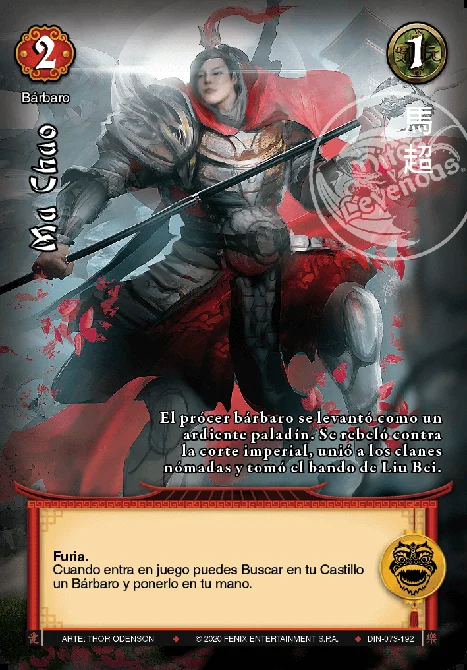 2
1
Bárbaro
Ma Chao
馬超
Mitos y Leyendas
El prócer bárbaro se levantó como un
ardiente paladín. Se rebeló contra
la corte imperial, unió a los clanes
nómadas y tomó el bando de Liu Bei.
Furia.
Cuando entra en juego puedes Buscar en tu Castillo
un Bárbaro y ponerlo en tu mano.
ARTE: THOR ODENSON ◆ © 2020 FENIX ENTERTAINMENT S.P.A. ◆ DIN-073-192